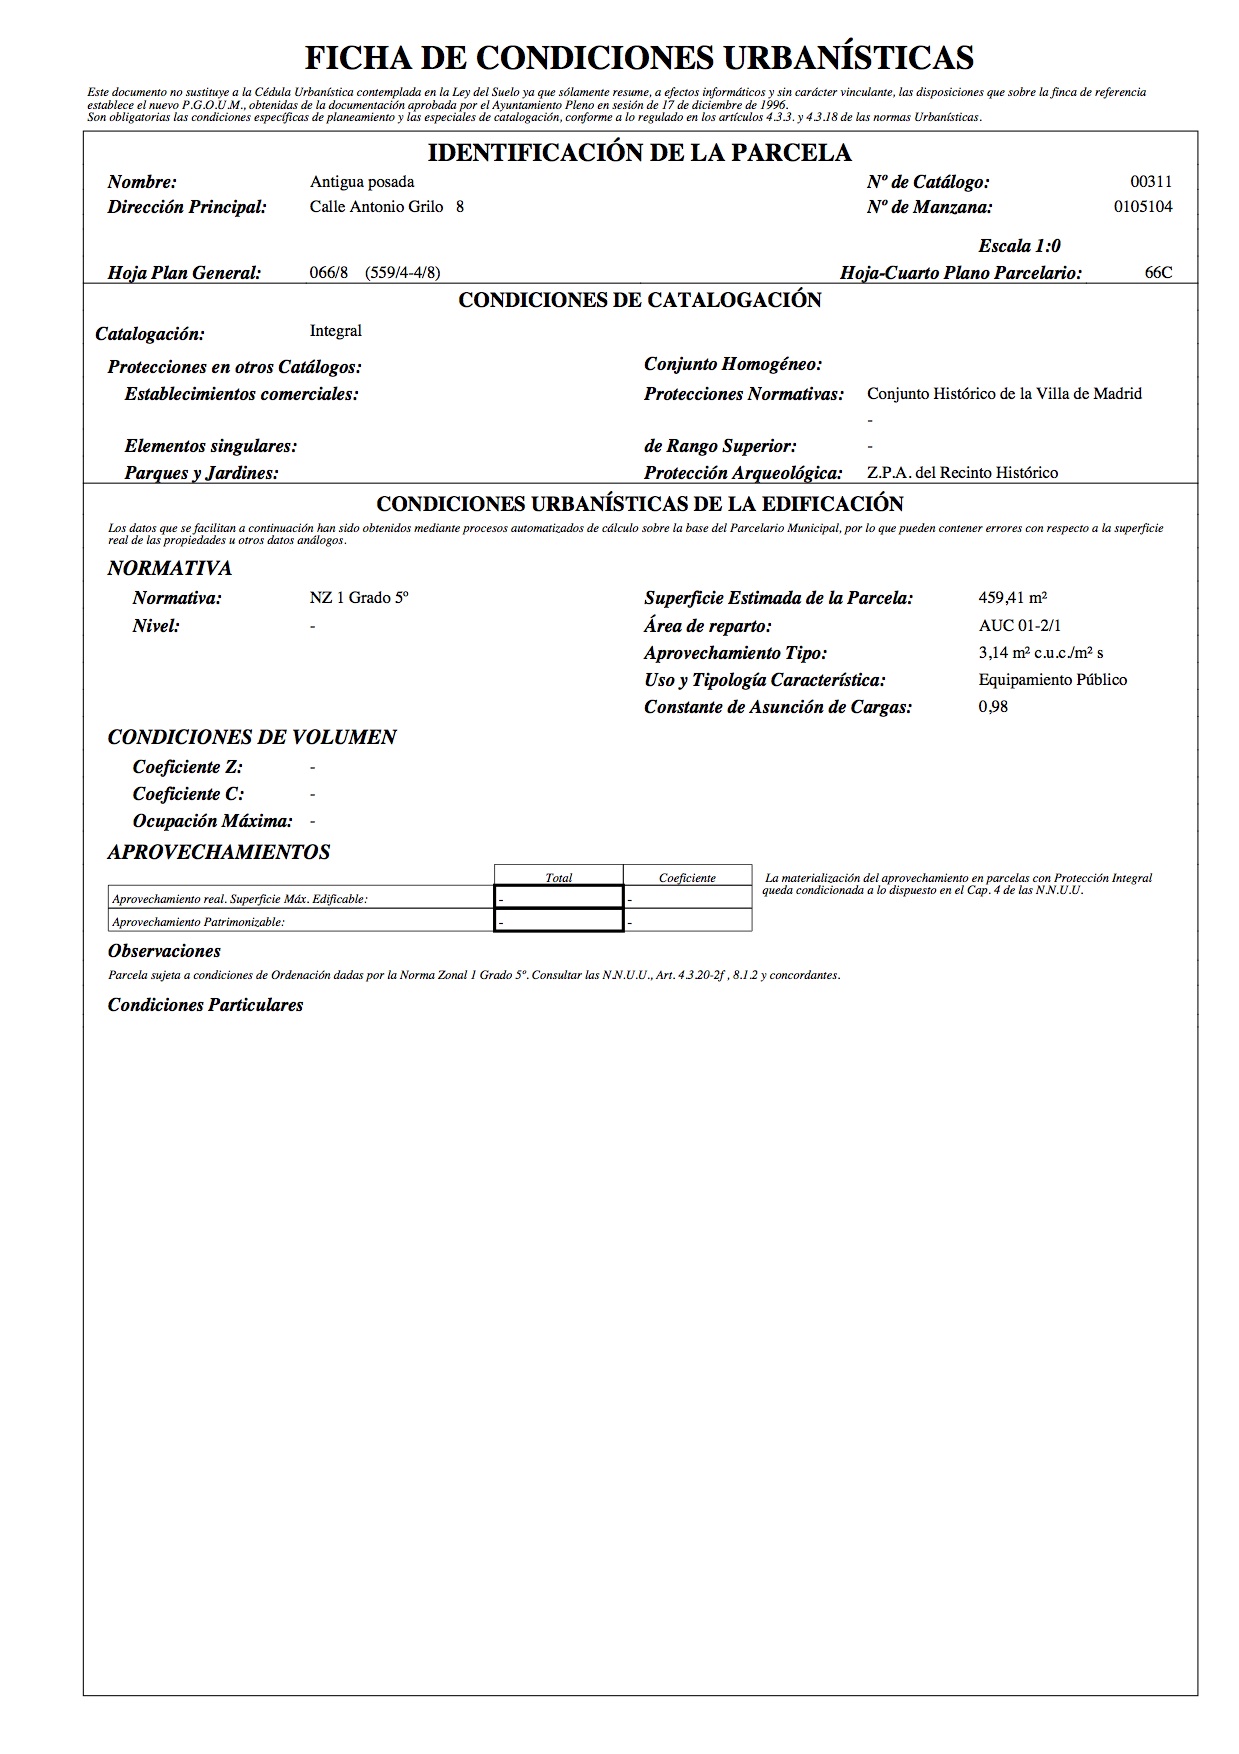 FICHA DE CONDICIONES URBANÍSTICAS
Este documento no sustituye a la Cédula Urbanística contemplada en la Ley del Suelo ya que sólamente resume, a efectos informáticos y sin carácter vinculante, las disposiciones que sobre la finca de referencia
establece el nuevo P.G.O.U.M., obtenidas de la documentación aprobada por el Ayuntamiento Pleno en sesión de 17 de diciembre de 1996.
Son obligatorias las condiciones específicas de planeamiento y las especiales de catalogación, conforme a lo regulado en los artículos 4.3.3. y 4.3.18 de las normas Urbanísticas.
IDENTIFICACIÓN DE LA PARCELA
Nombre: Antigua posada Nº de Catálogo: 00311
Dirección Principal: Calle Antonio Grilo 8 Nº de Manzana: 0105104
Escala 1:0
Hoja Plan General: 066/8 (559/4-4/8) Hoja-Cuarto Plano Parcelario: 66C
CONDICIONES DE CATALOGACIÓN
Catalogación: Integral
Protecciones en otros Catálogos: Conjunto Homogéneo:
Establecimientos comerciales: Protecciones Normativas: Conjunto Histórico de la Villa de Madrid
-
Elementos singulares: de Rango Superior: -
Parques y Jardines: Protección Arqueológica: Z.P.A. del Recinto Histórico
CONDICIONES URBANÍSTICAS DE LA EDIFICACIÓN
Los datos que se facilitan a continuación han sido obtenidos mediante procesos automatizados de cálculo sobre la base del Parcelario Municipal, por lo que pueden contener errores con respecto a la superficie
real de las propiedades u otros datos análogos.
NORMATIVA
Normativa: NZ 1 Grado 5º Superficie Estimada de la Parcela: 459,41 m²
Nivel: - Área de reparto: AUC 01-2/1
Aprovechamiento Tipo: 3,14 m² c.u.c./m² s
Uso y Tipología Característica: Equipamiento Público
Constante de Asunción de Cargas: 0,98
CONDICIONES DE VOLUMEN
Coeficiente Z: -
Coeficiente C: -
Ocupación Máxima: -
APROVECHAMIENTOS
Total Coeficiente La materialización del aprovechamiento en parcelas con Protección Integral
queda condicionada a lo dispuesto en el Cap. 4 de las N.N.U.U.
Aprovechamiento real. Superficie Máx. Edificable: - -
Aprovechamiento Patrimonizable: - -
Observaciones
Parcela sujeta a condiciones de Ordenación dadas por la Norma Zonal 1 Grado 5º. Consultar las N.N.U.U., Art. 4.3.20-2f , 8.1.2 y concordantes.
Condiciones Particulares